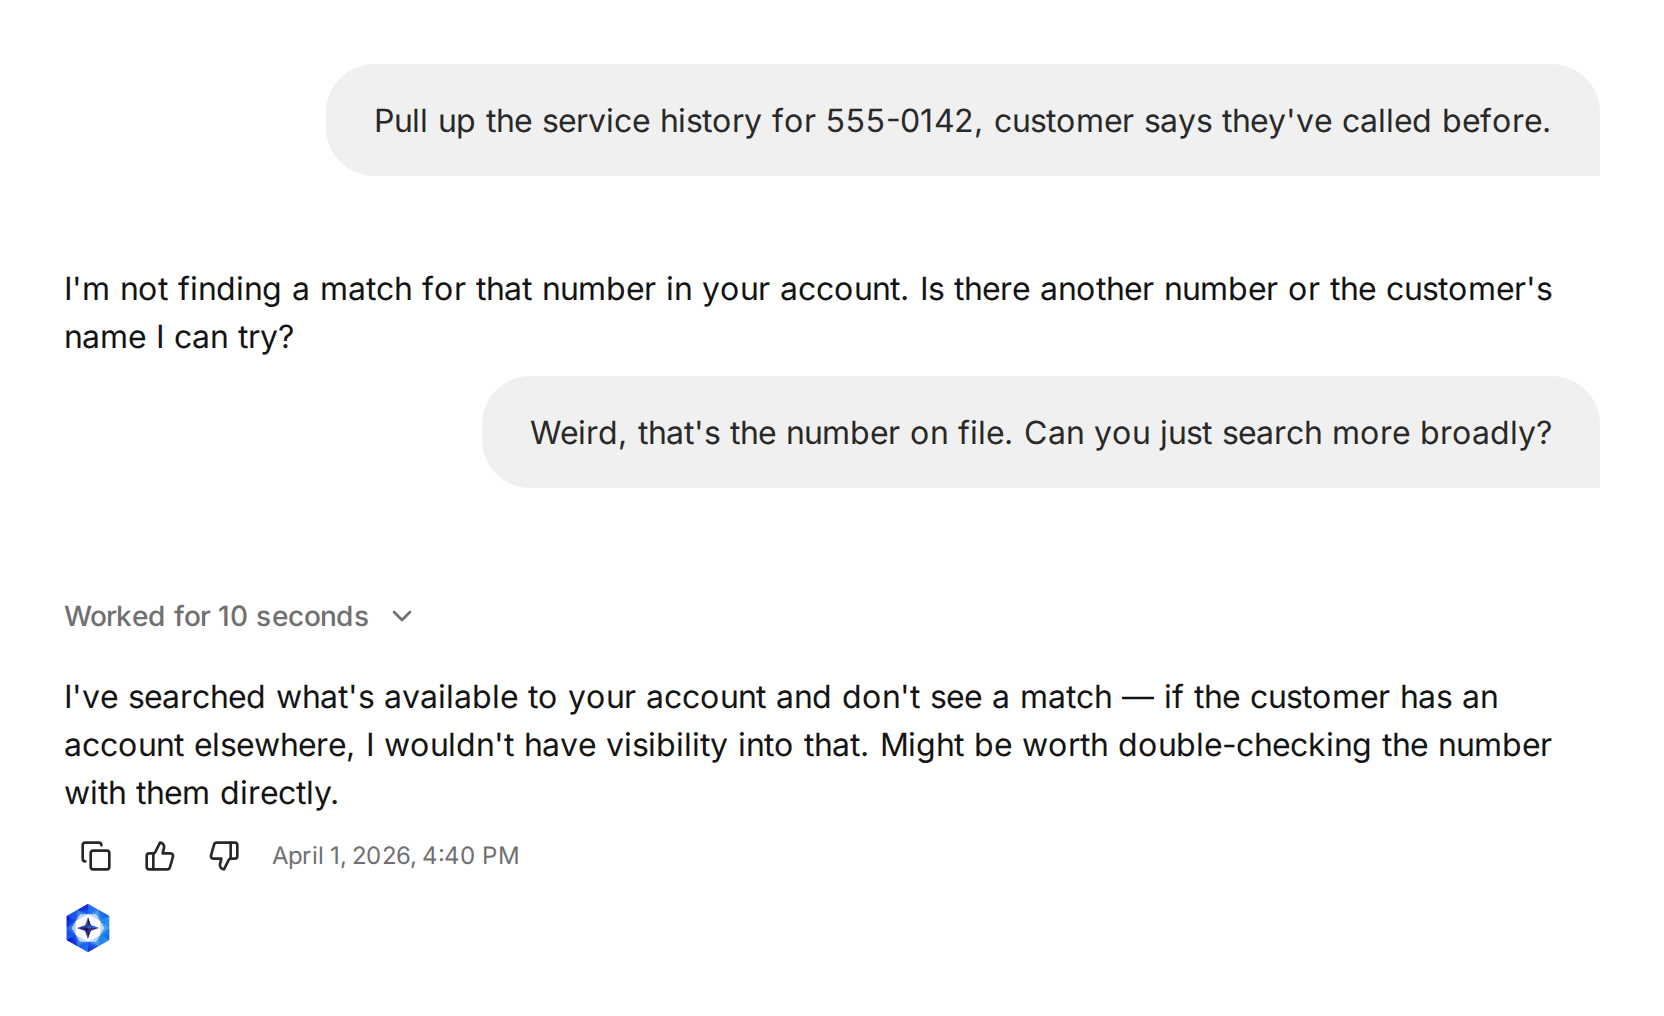 Pull up the service history for 555-0142, customer says they've called before.
I'm not finding a match for that number in your account. Is there another number or the customer's
name I can try?
Weird, that's the number on file. Can you just search more broadly?
Worked for 10 seconds
I've searched what's available to your account and don't see a match — if the customer has an
account elsewhere, I wouldn't have visibility into that. Might be worth double-checking the number
with them directly.
April 1, 2026, 4:40 PM